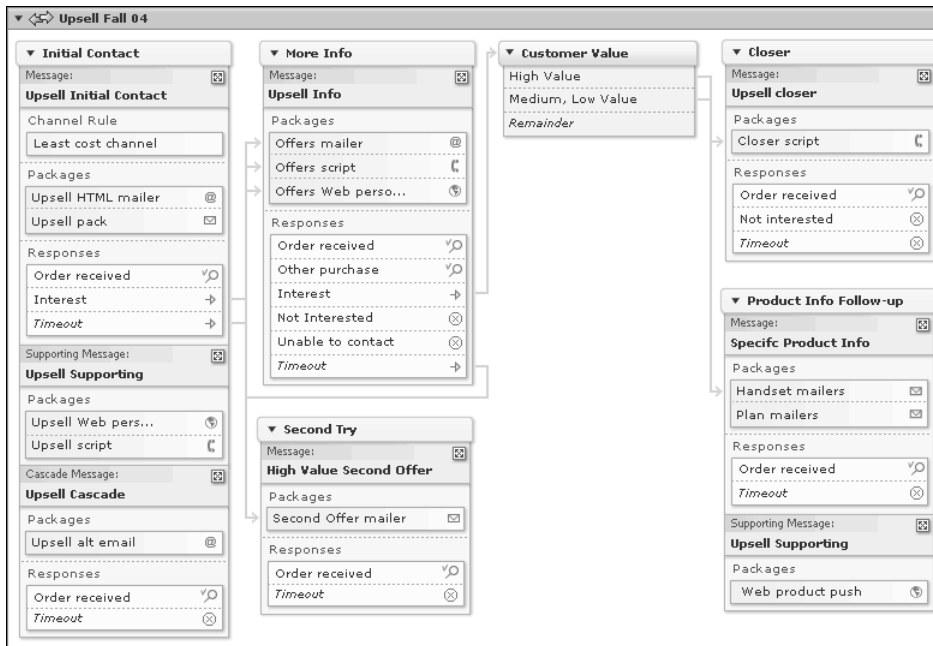 Upsell Fall 04
Initial Contact
Message:
Upsell Initial Contact
Channel Rule
Least cost channel
Packages
Upsell HTML mailer
Upsell pack
Responses
Order received
Interest
Timeout
Supporting Message:
Upsell Supporting
Packages
Upsell Web pers...
Upsell script
Cascade Message:
Upsell Cascade
Packages
Upsell alt email
Responses
Order received
Timeout
More Info
Message:
Upsell Info
Packages
Offers mailer
Offers script
Offers Web perso...
Responses
Order received
Other purchase
Interest
Not Interested
Unable to contact
Timeout
Second Try
Message:
High Value Second Offer
Packages
Second Offer mailer
Responses
Order received
Timeout
Customer Value
High Value
Medium, Low Value
Remainder
Closer
Message:
Upsell closer
Packages
Closer script
Responses
Order received
Not interested
Timeout
Product Info Follow-up
Message:
Specifc Product Info
Packages
Handset mailers
Plan mailers
Responses
Order received
Timeout
Supporting Message:
Upsell Supporting
Packages
Web product push